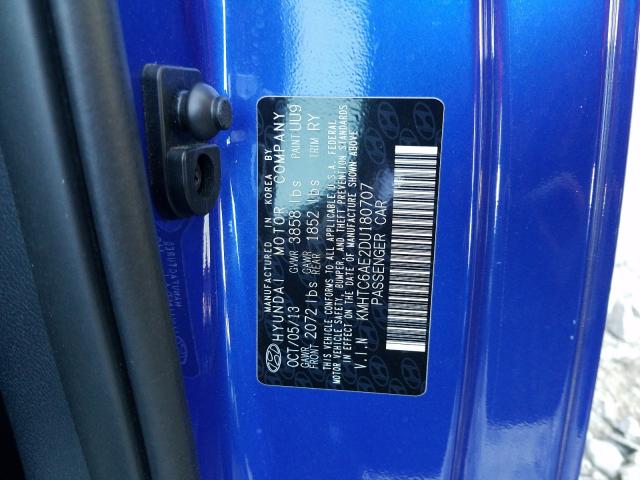 MANUFACTURED IN KOREA BY
HYUNDAI MOTOR COMPANY
OCT/05/13 GVWR 3858 lbs PAINT UU9
GAWR FRONT 2072 lbs GAWR REAR 1852 lbs TRIM RY
THIS VEHICLE CONFORMS TO ALL APPLICABLE U.S.A. FEDERAL
MOTOR VEHICLE SAFETY, BUMPER, AND THEFT PREVENTION STANDARDS
IN EFFECT ON THE DATE OF MANUFACTURE SHOWN ABOVE
V.I.N KMHTC6AE2DU180707
PASSENGER CAR